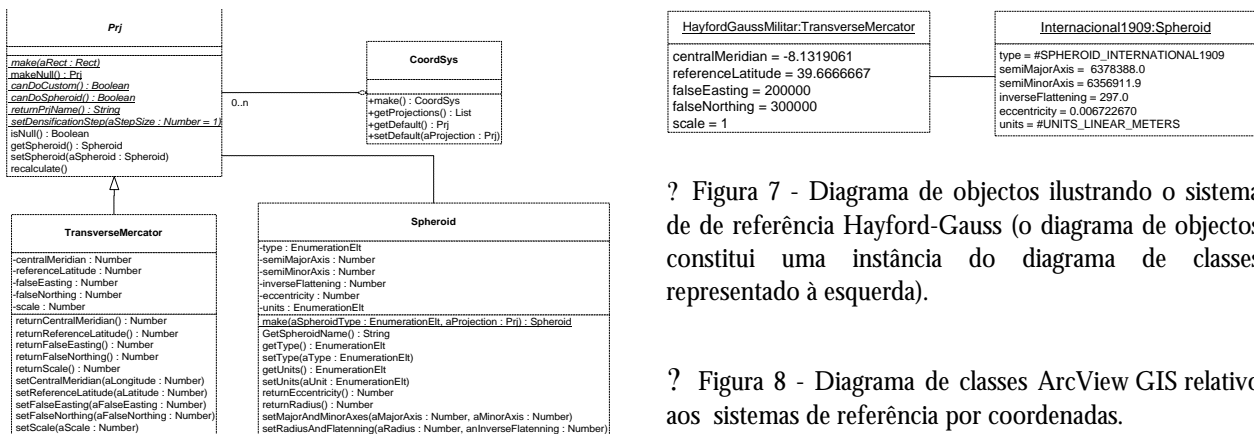 Prj
make(aRect : Rect)
makeNull() : Prj
canDoCustom() : Boolean
canDoSpheroid() : Boolean
returnPrjName() : String
setDensificationStep(aStepSize : Number = 1)
isNull() : Boolean
getSpheroid() : Spheroid
setSpheroid(aSpheroid : Spheroid)
recalculate()
0..n
CoordSys
+make() : CoordSys
+getProjections() : List
+getDefault() : Prj
+setDefault(aProjection : Prj)
TransverseMercator
-centralMeridian : Number
-referenceLatitude : Number
-falseEasting : Number
-falseNorthing : Number
-scale : Number
returnCentralMeridian() : Number
returnReferenceLatitude() : Number
returnFalseEasting() : Number
returnFalseNorthing() : Number
returnScale() : Number
setCentralMeridian(aLongitude : Number)
setReferenceLatitude(aLatitude : Number)
setFalseEasting(aFalseEasting : Number)
setFalseNorthing(aFalseNorthing : Number)
setScale(aScale : Number)
Spheroid
-type : EnumerationElt
-semiMajorAxis : Number
-semiMinorAxis : Number
-inverseFlattening : Number
-eccentricity : Number
-units : EnumerationElt
make(aSpheroidType : EnumerationElt, aProjection : Prj) : Spheroid
GetSpheroidName() : String
getType() : EnumerationElt
setType(aType : EnumerationElt)
getUnits() : EnumerationElt
setUnits(aUnit : EnumerationElt)
returnEccentricity() : Number
returnRadius() : Number
setMajorAndMinorAxes(aMajorAxis : Number, aMinorAxis : Number)
setRadiusAndFlatenning(aRadius : Number, anInverseFlatenning : Number)
HayfordGaussMilitar:TransverseMercator
centralMeridian = -8.1319061
referenceLatitude = 39.6666667
falseEasting = 200000
falseNorthing = 300000
scale = 1
Internacional1909:Spheroid
type = #SPHEROID_INTERNATIONAL1909
semiMajorAxis = 6378388.0
semiMinorAxis = 6356911.9
inverseFlattening = 297.0
eccentricity = 0.006722670
units = #UNITS_LINEAR_METERS
? Figura 7 - Diagrama de objectos ilustrando o sistema
de de referência Hayford-Gauss (o diagrama de objectos
constitui uma instância do diagrama de classes
representado à esquerda).
? Figura 8 - Diagrama de classes ArcView GIS relativo
aos sistemas de referência por coordenadas.